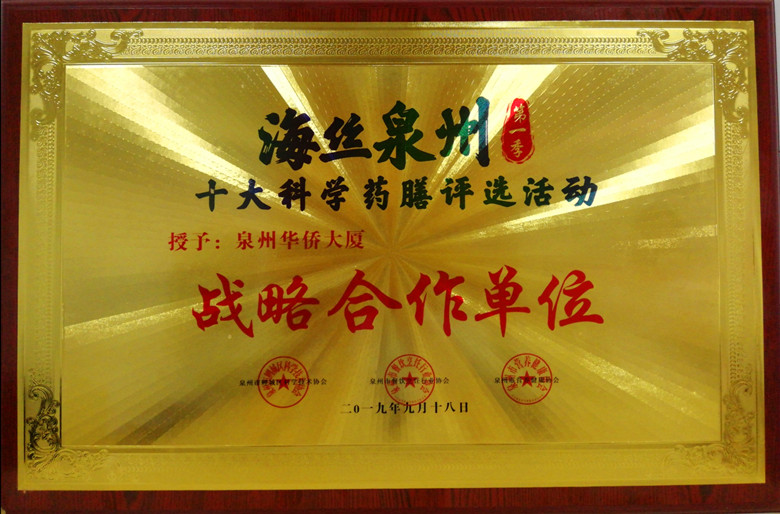 海丝泉州 第一季
十大科学药膳评选活动
授予：泉州华侨大厦
战略合作单位
二0一九年九月十八日